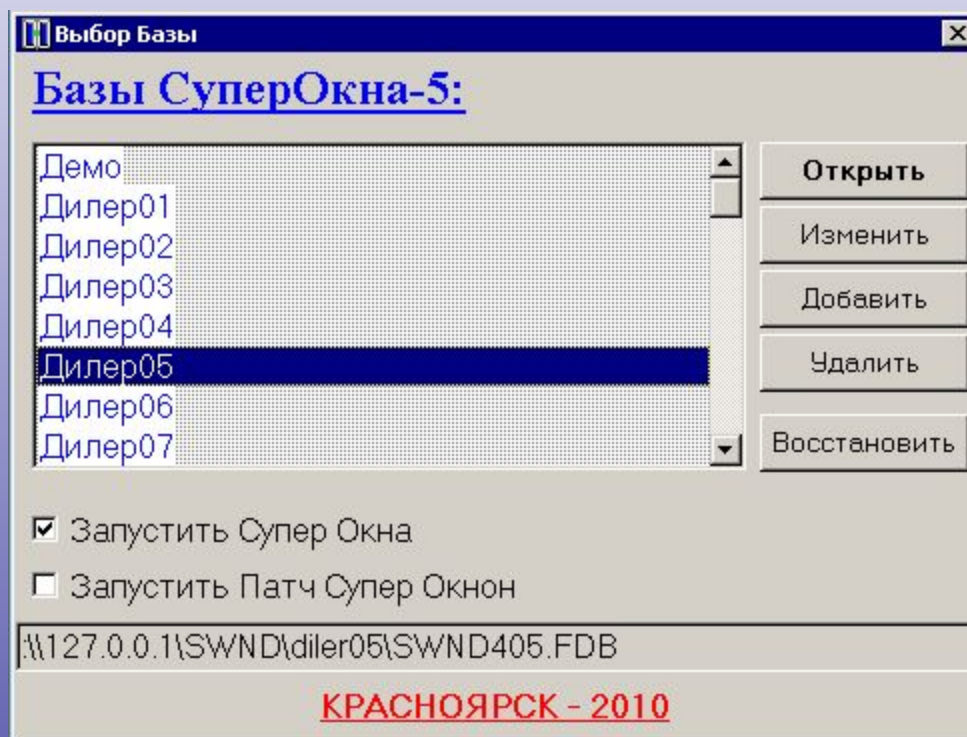 Выбор Базы
Базы СуперОкна-5:
Демо
Дилер01
Дилер02
Дилер03
Дилер04
Дилер05
Дилер06
Дилер07
Открыть
Изменить
Добавить
Удалить
Восстановить
Запустить Супер Окна
Запустить Патч Супер Окнон
:\\127.0.0.1\SWND\diler05\SWND405.FDB
КРАСНОЯРСК - 2010